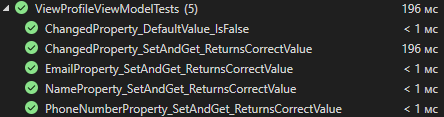 ViewProfileViewModelTests (5) 196 мс
ChangedProperty_DefaultValue_IsFalse < 1 мс
ChangedProperty_SetAndGet_ReturnsCorrectValue 196 мс
EmailProperty_SetAndGet_ReturnsCorrectValue < 1 мс
NameProperty_SetAndGet_ReturnsCorrectValue < 1 мс
PhoneNumberProperty_SetAndGet_ReturnsCorrectValue < 1 мс